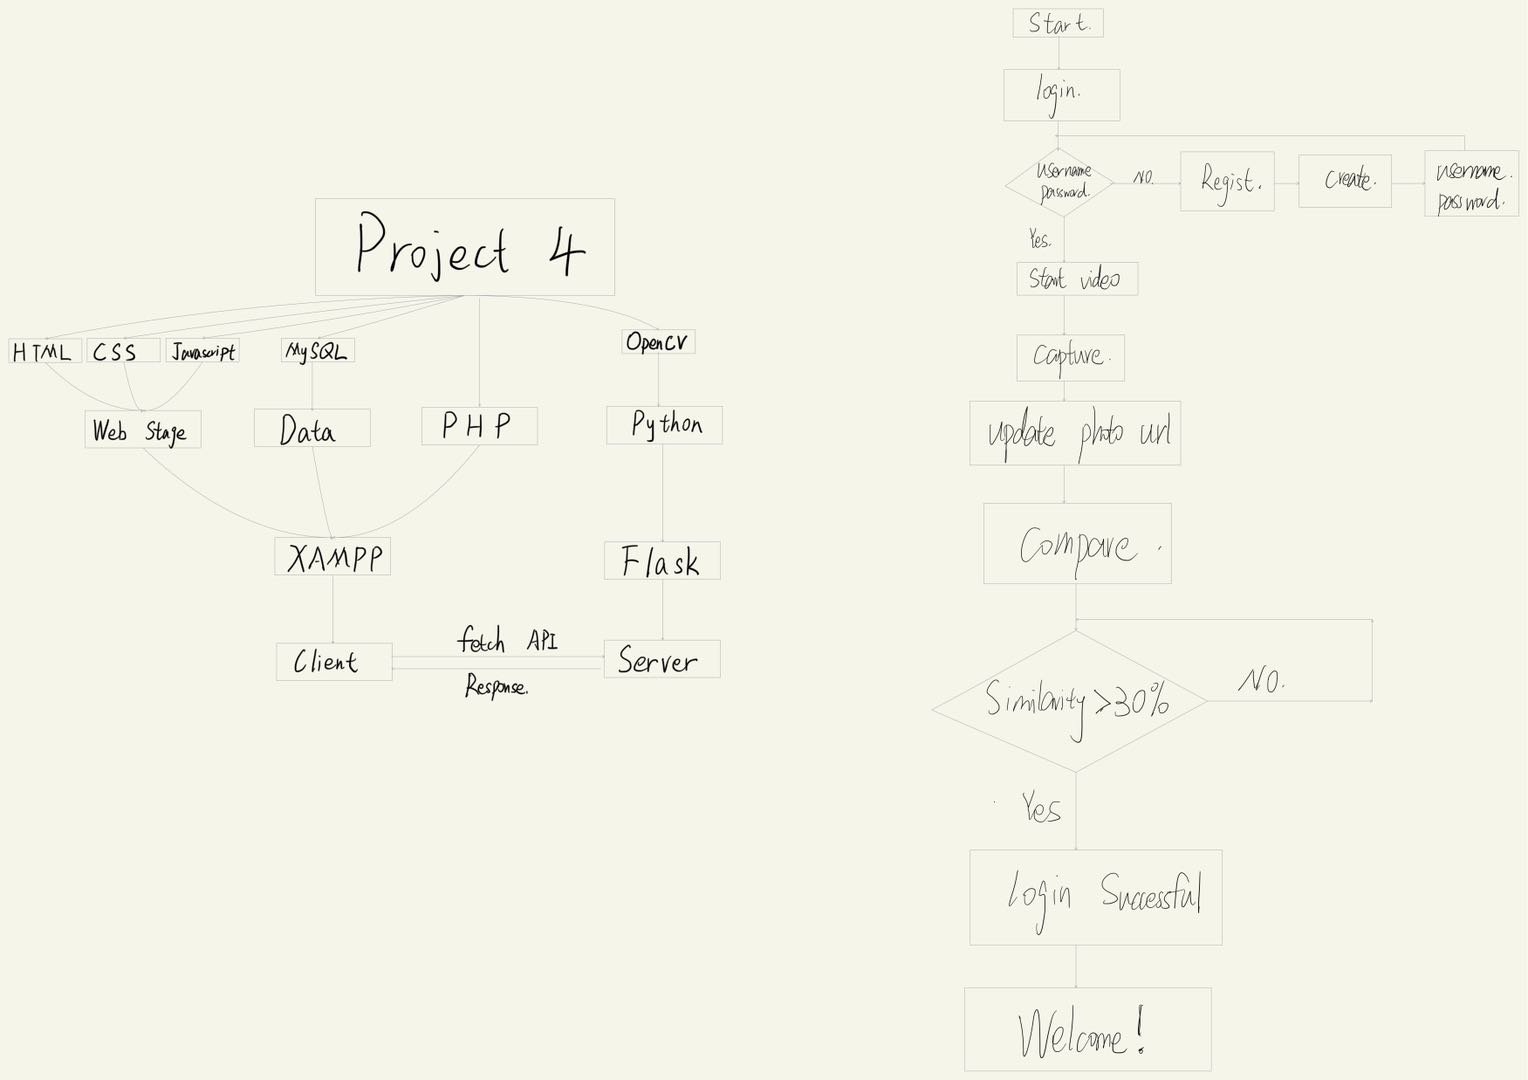 Project 4
HTML
CSS
Javascript
MySQL
OpenCV
Web Stage
Data
PHP
Python
XAMPP
Flask
Client
fetch API
Response.
Server
Start.
login.
username
password.
NO.
Regist.
Create.
username.
password.
Yes.
Start video
Capture.
update photo url
Compare.
Similarity >30%
NO.
Yes
Login Successful
Welcome!